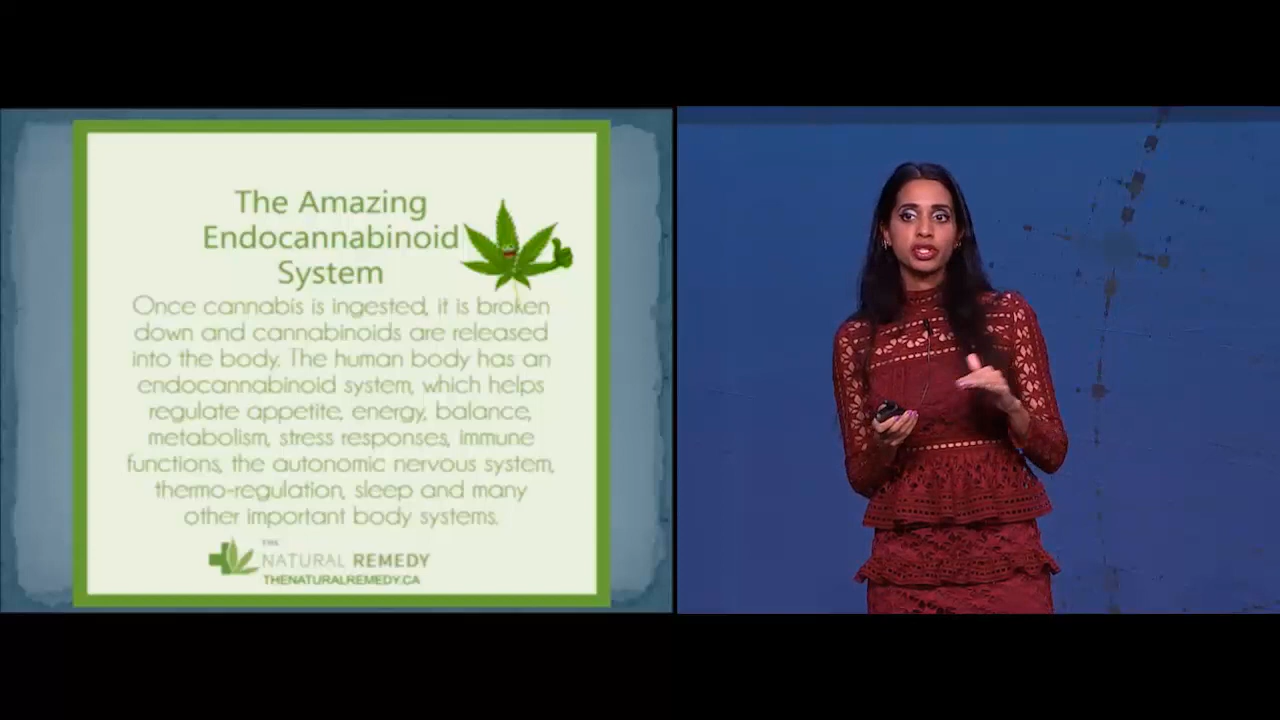 The Amazing
Endocannabinoid
System
Once cannabis is ingested, it is broken
down and cannabinoids are released
into the body. The human body has an
endocannabinoid system, which helps
regulate appetite, energy, balance,
metabolism, stress responses, immune
functions, the autonomic nervous system,
thermo-regulation, sleep and many
other important body systems.
THE
NATURAL REMEDY
THENATURALREMEDY.CA